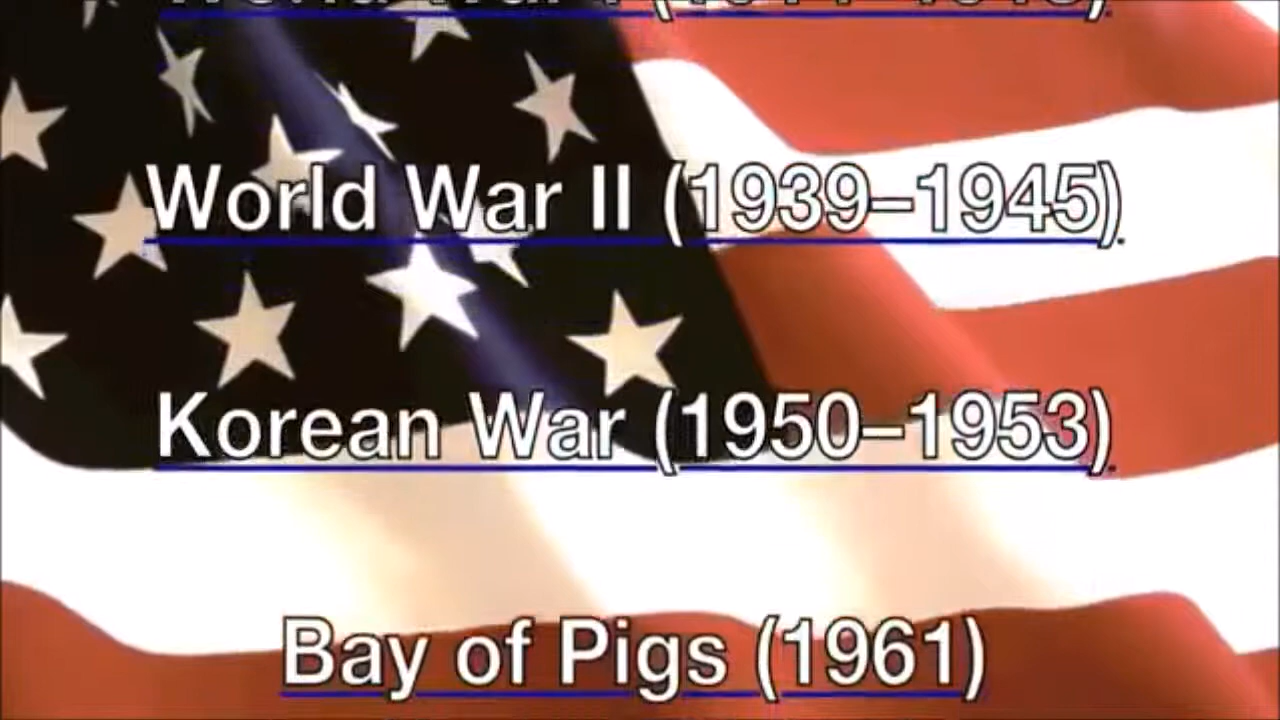 World War II (1939–1945)
Korean War (1950–1953)
Bay of Pigs (1961)